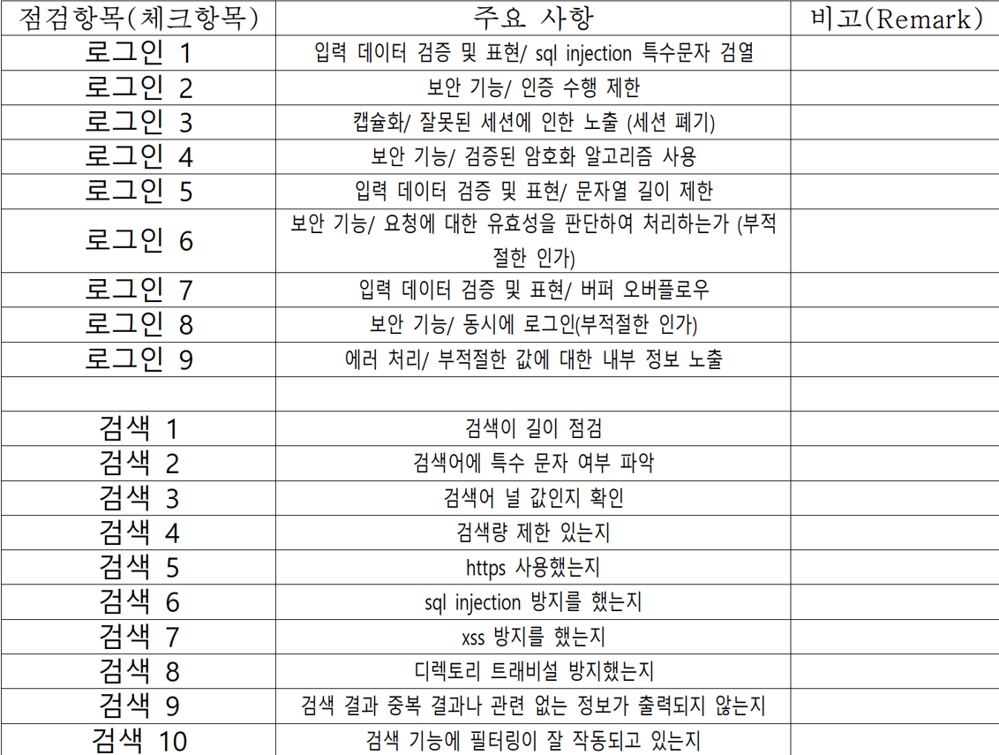 점검항목(체크항목) 주요 사항 비고(Remark)
로그인 1 입력 데이터 검증 및 표현/ sql injection 특수문자 검열
로그인 2 보안 기능/ 인증 수행 제한
로그인 3 캡슐화/ 잘못된 세션에 인한 노출 (세션 폐기)
로그인 4 보안 기능/ 검증된 암호화 알고리즘 사용
로그인 5 입력 데이터 검증 및 표현/ 문자열 길이 제한
로그인 6 보안 기능/ 요청에 대한 유효성을 판단하여 처리하는가 (부적
절한 인가)
로그인 7 입력 데이터 검증 및 표현/ 버퍼 오버플로우
로그인 8 보안 기능/ 동시에 로그인(부적절한 인가)
로그인 9 에러 처리/ 부적절한 값에 대한 내부 정보 노출
검색 1 검색이 길이 점검
검색 2 검색어에 특수 문자 여부 파악
검색 3 검색어 널 값인지 확인
검색 4 검색량 제한 있는지
검색 5 https 사용했는지
검색 6 sql injection 방지를 했는지
검색 7 xss 방지를 했는지
검색 8 디렉토리 트래비설 방지했는지
검색 9 검색 결과 중복 결과나 관련 없는 정보가 출력되지 않는지
검색 10 검색 기능에 필터링이 잘 작동되고 있는지